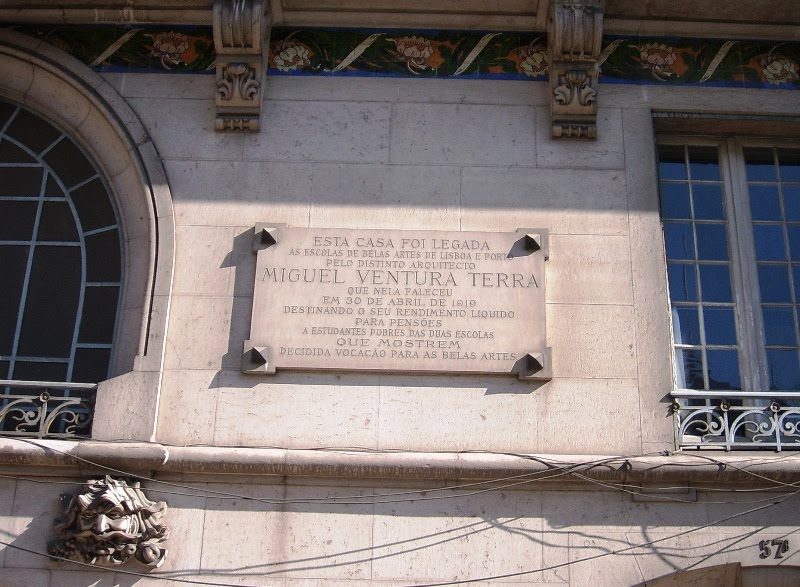 ESTA CASA FOI LEGADA
AS ESCOLAS DE BELAS ARTES DE LISBOA E PORTO
PELO DISTINTO ARQUITECTO
MIGUEL VENTURA TERRA
QUE NELA FALECEU
EM 30 DE ABRIL DE 1919
DESTINANDO O SEU RENDIMENTO LIQUIDO
PARA PENSÕES
A ESTUDANTES POBRES DAS DUAS ESCOLAS
QUE MOSTREM
DECIDIDA VOCAÇÃO PARA AS BELAS ARTES
57